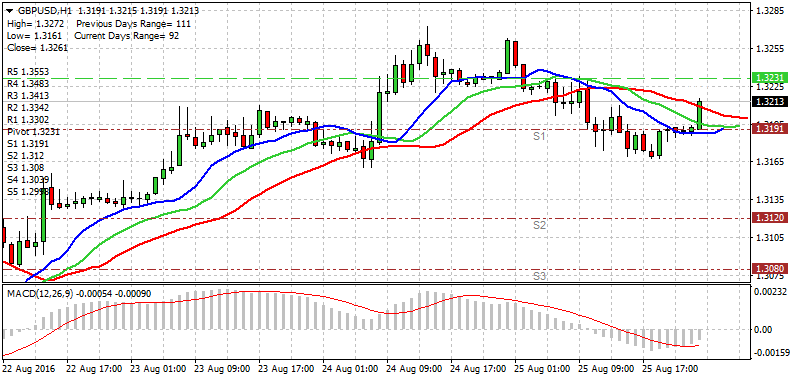 GBPUSD,H1 1.3191 1.3215 1.3191 1.3213
High= 1.3272 Previous Days Range= 111
Low= 1.3161 Current Days Range= 92
Close= 1.3261
R5 1.3553
R4 1.3483
R3 1.3413
R2 1.3342
R1 1.3302
Pivot 1.3231
S1 1.3191
S2 1.312
S3 1.308
S4 1.3039
S5 1.2998
S1
S2
S3
1.3285
1.3255
1.3231
1.3225
1.3213
1.3191
1.3165
1.3135
1.3120
1.3105
1.3080
1.3075
MACD(12,26,9) -0.00054 -0.00090
0.00232
0.00
-0.00159
22 Aug 2016 22 Aug 17:00 23 Aug 01:00 23 Aug 09:00 23 Aug 17:00 24 Aug 01:00 24 Aug 09:00 24 Aug 17:00 25 Aug 01:00 25 Aug 09:00 25 Aug 17:00